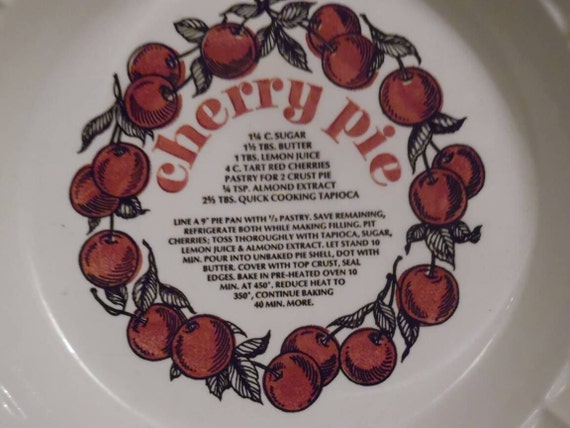 cherry pie
1¼ C. SUGAR
1½ TBS. BUTTER
1 TBS. LEMON JUICE
4 C. TART RED CHERRIES
PASTRY FOR 2 CRUST PIE
¼ TSP. ALMOND EXTRACT
2⅔ TBS. QUICK COOKING TAPIOCA
LINE A 9" PIE PAN WITH ½ PASTRY. SAVE REMAINING,
REFRIGERATE BOTH WHILE MAKING FILLING. PIT
CHERRIES; TOSS THOROUGHLY WITH TAPIOCA, SUGAR,
LEMON JUICE & ALMOND EXTRACT. LET STAND 10
MIN. POUR INTO UNBAKED PIE SHELL, DOT WITH
BUTTER. COVER WITH TOP CRUST, SEAL
EDGES. BAKE IN PRE-HEATED OVEN 10
MIN. AT 450°. REDUCE HEAT TO
350°, CONTINUE BAKING
40 MIN. MORE.